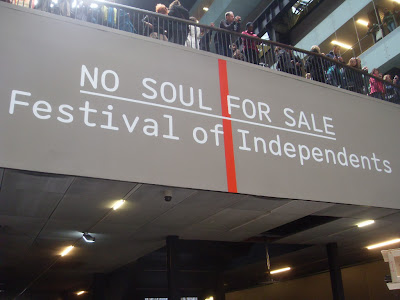 NO SOUL FOR SALE
Festival of Independents